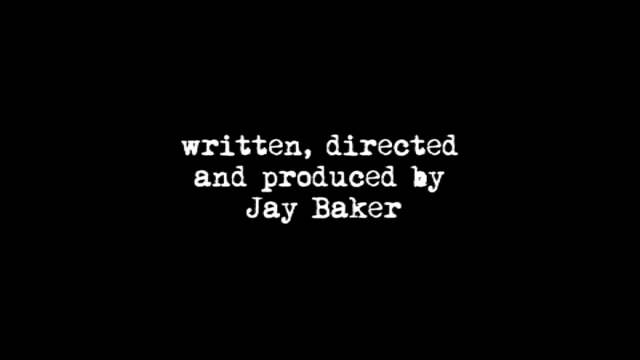 written, directed
and produced by
Jay Baker